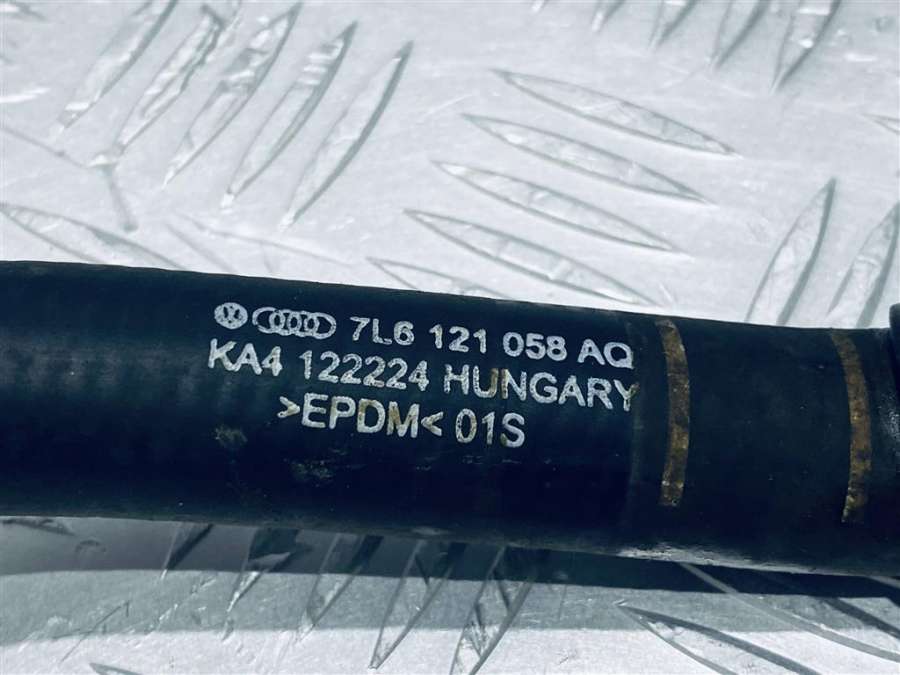 7L6 121 058 AQ
KA4 122224 HUNGARY
>EPDM< 01S